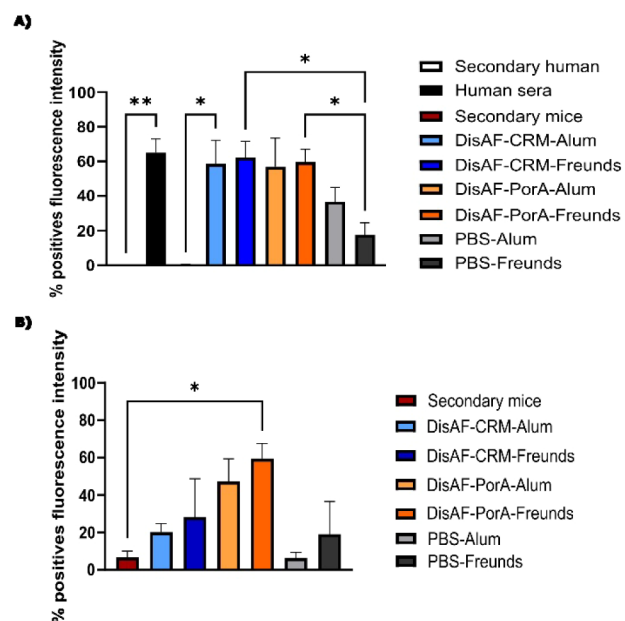 A)
% positives fluorescence intensity
100
80
60
40
20
0
**
*
*
*
Secondary human
Human sera
Secondary mice
DisAF-CRM-Alum
DisAF-CRM-Freunds
DisAF-PorA-Alum
DisAF-PorA-Freunds
PBS-Alum
PBS-Freunds
B)
% positives fluorescence intensity
100
80
60
40
20
0
*
Secondary mice
DisAF-CRM-Alum
DisAF-CRM-Freunds
DisAF-PorA-Alum
DisAF-PorA-Freunds
PBS-Alum
PBS-Freunds